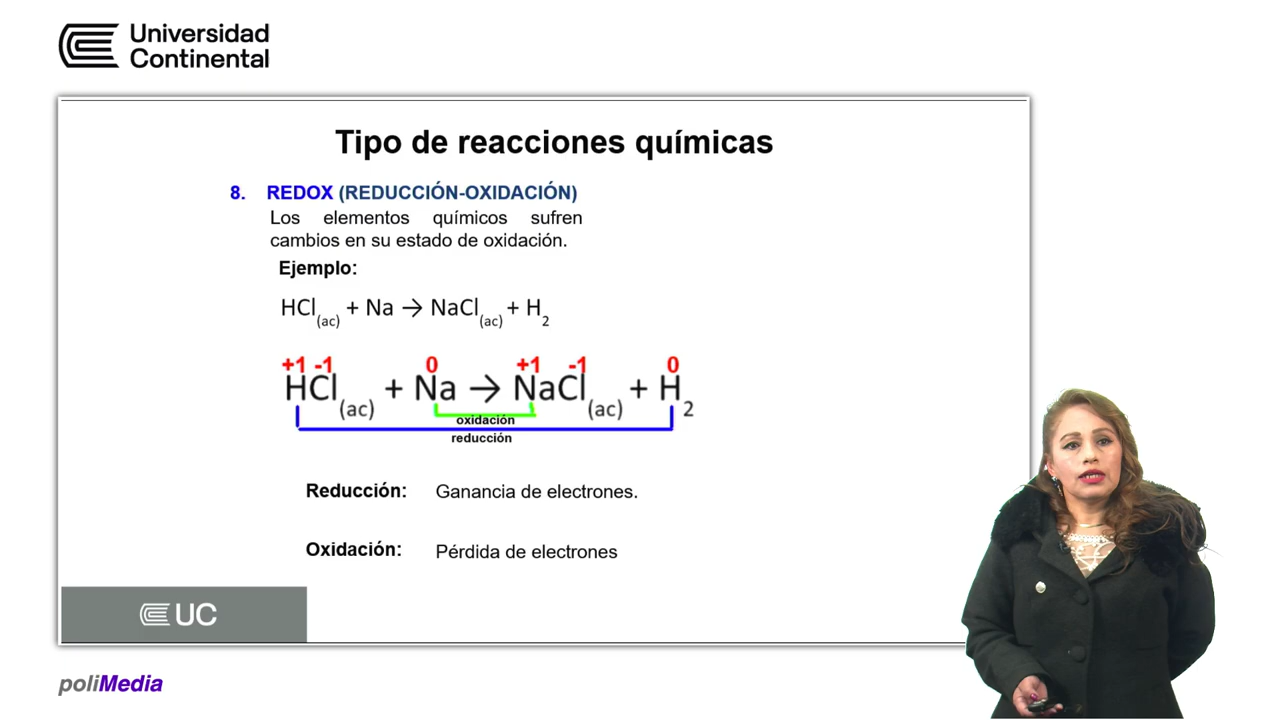 Universidad
Continental
Tipo de reacciones químicas
8. REDOX (REDUCCIÓN-OXIDACIÓN)
Los elementos químicos sufren
cambios en su estado de oxidación.
Ejemplo:
HCl(ac) + Na → NaCl(ac) + H2
+1 -1 0 +1 -1 0
HCl(ac) + Na → NaCl(ac) + H2
oxidación
reducción
Reducción: Ganancia de electrones.
Oxidación: Pérdida de electrones
UC
poliMedia